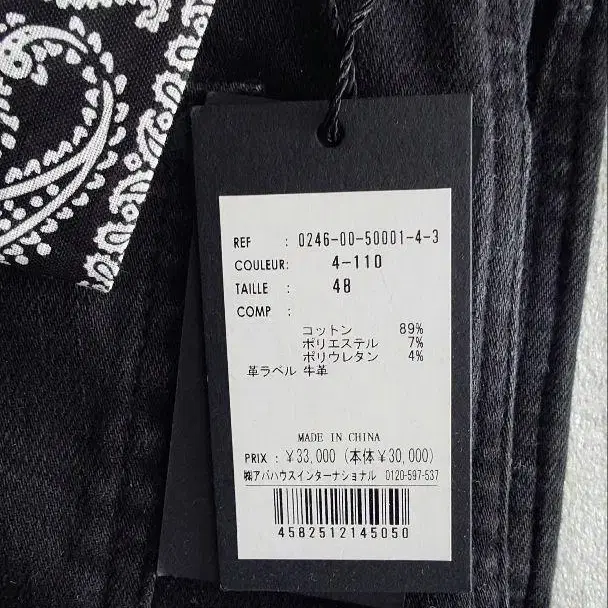 REF : 0246-00-50001-4-3
COULEUR: 4-110
TAILLE : 48
COMP :
コットン 89%
ポリエステル 7%
ポリウレタン 4%
革ラベル 牛革
MADE IN CHINA
PRIX : ¥33,000 (本体¥30,000)
㈱アバハウスインターナショナル 0120-597-537
4582512145050